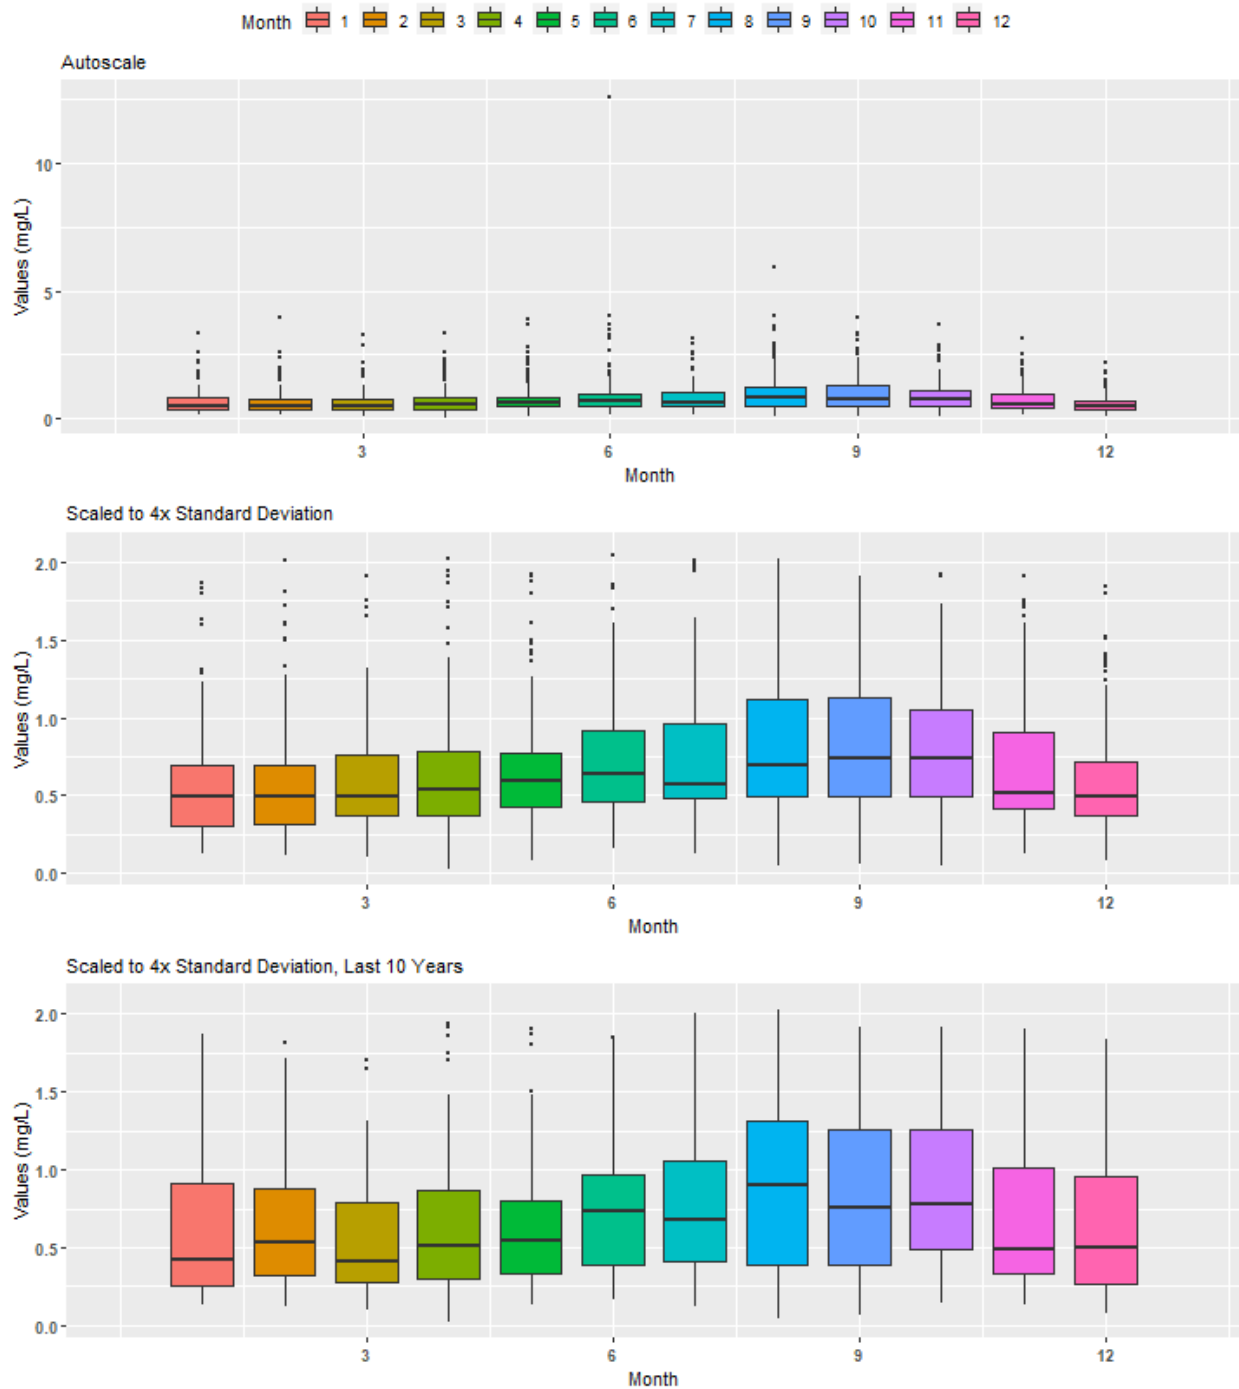 Month 1 2 3 4 5 6 7 8 9 10 11 12
Autoscale
Values (mg/L)
10
5
0
3 6 9 12
Month
Scaled to 4x Standard Deviation
Values (mg/L)
2.0
1.5
1.0
0.5
0.0
3 6 9 12
Month
Scaled to 4x Standard Deviation, Last 10 Years
Values (mg/L)
2.0
1.5
1.0
0.5
0.0
3 6 9 12
Month